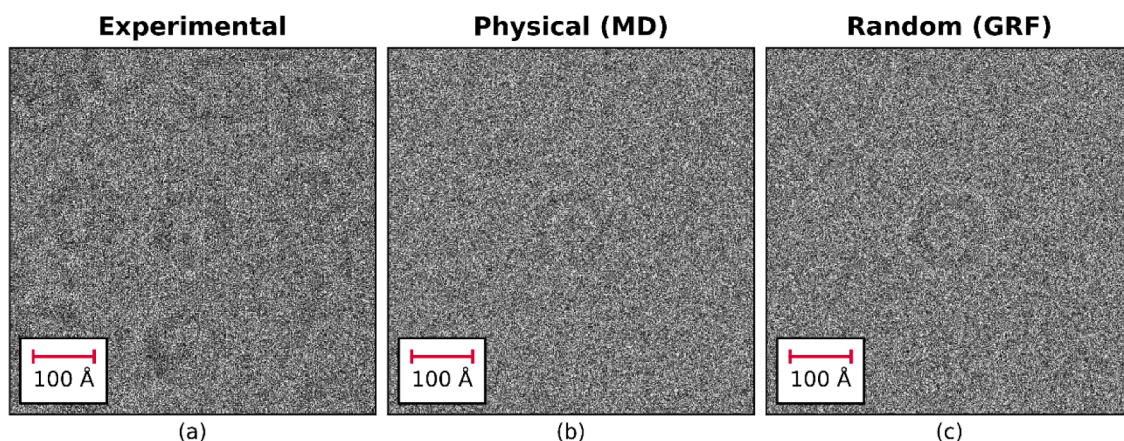 Experimental
Physical (MD)
Random (GRF)
100 Å
100 Å
100 Å
(a)
(b)
(c)